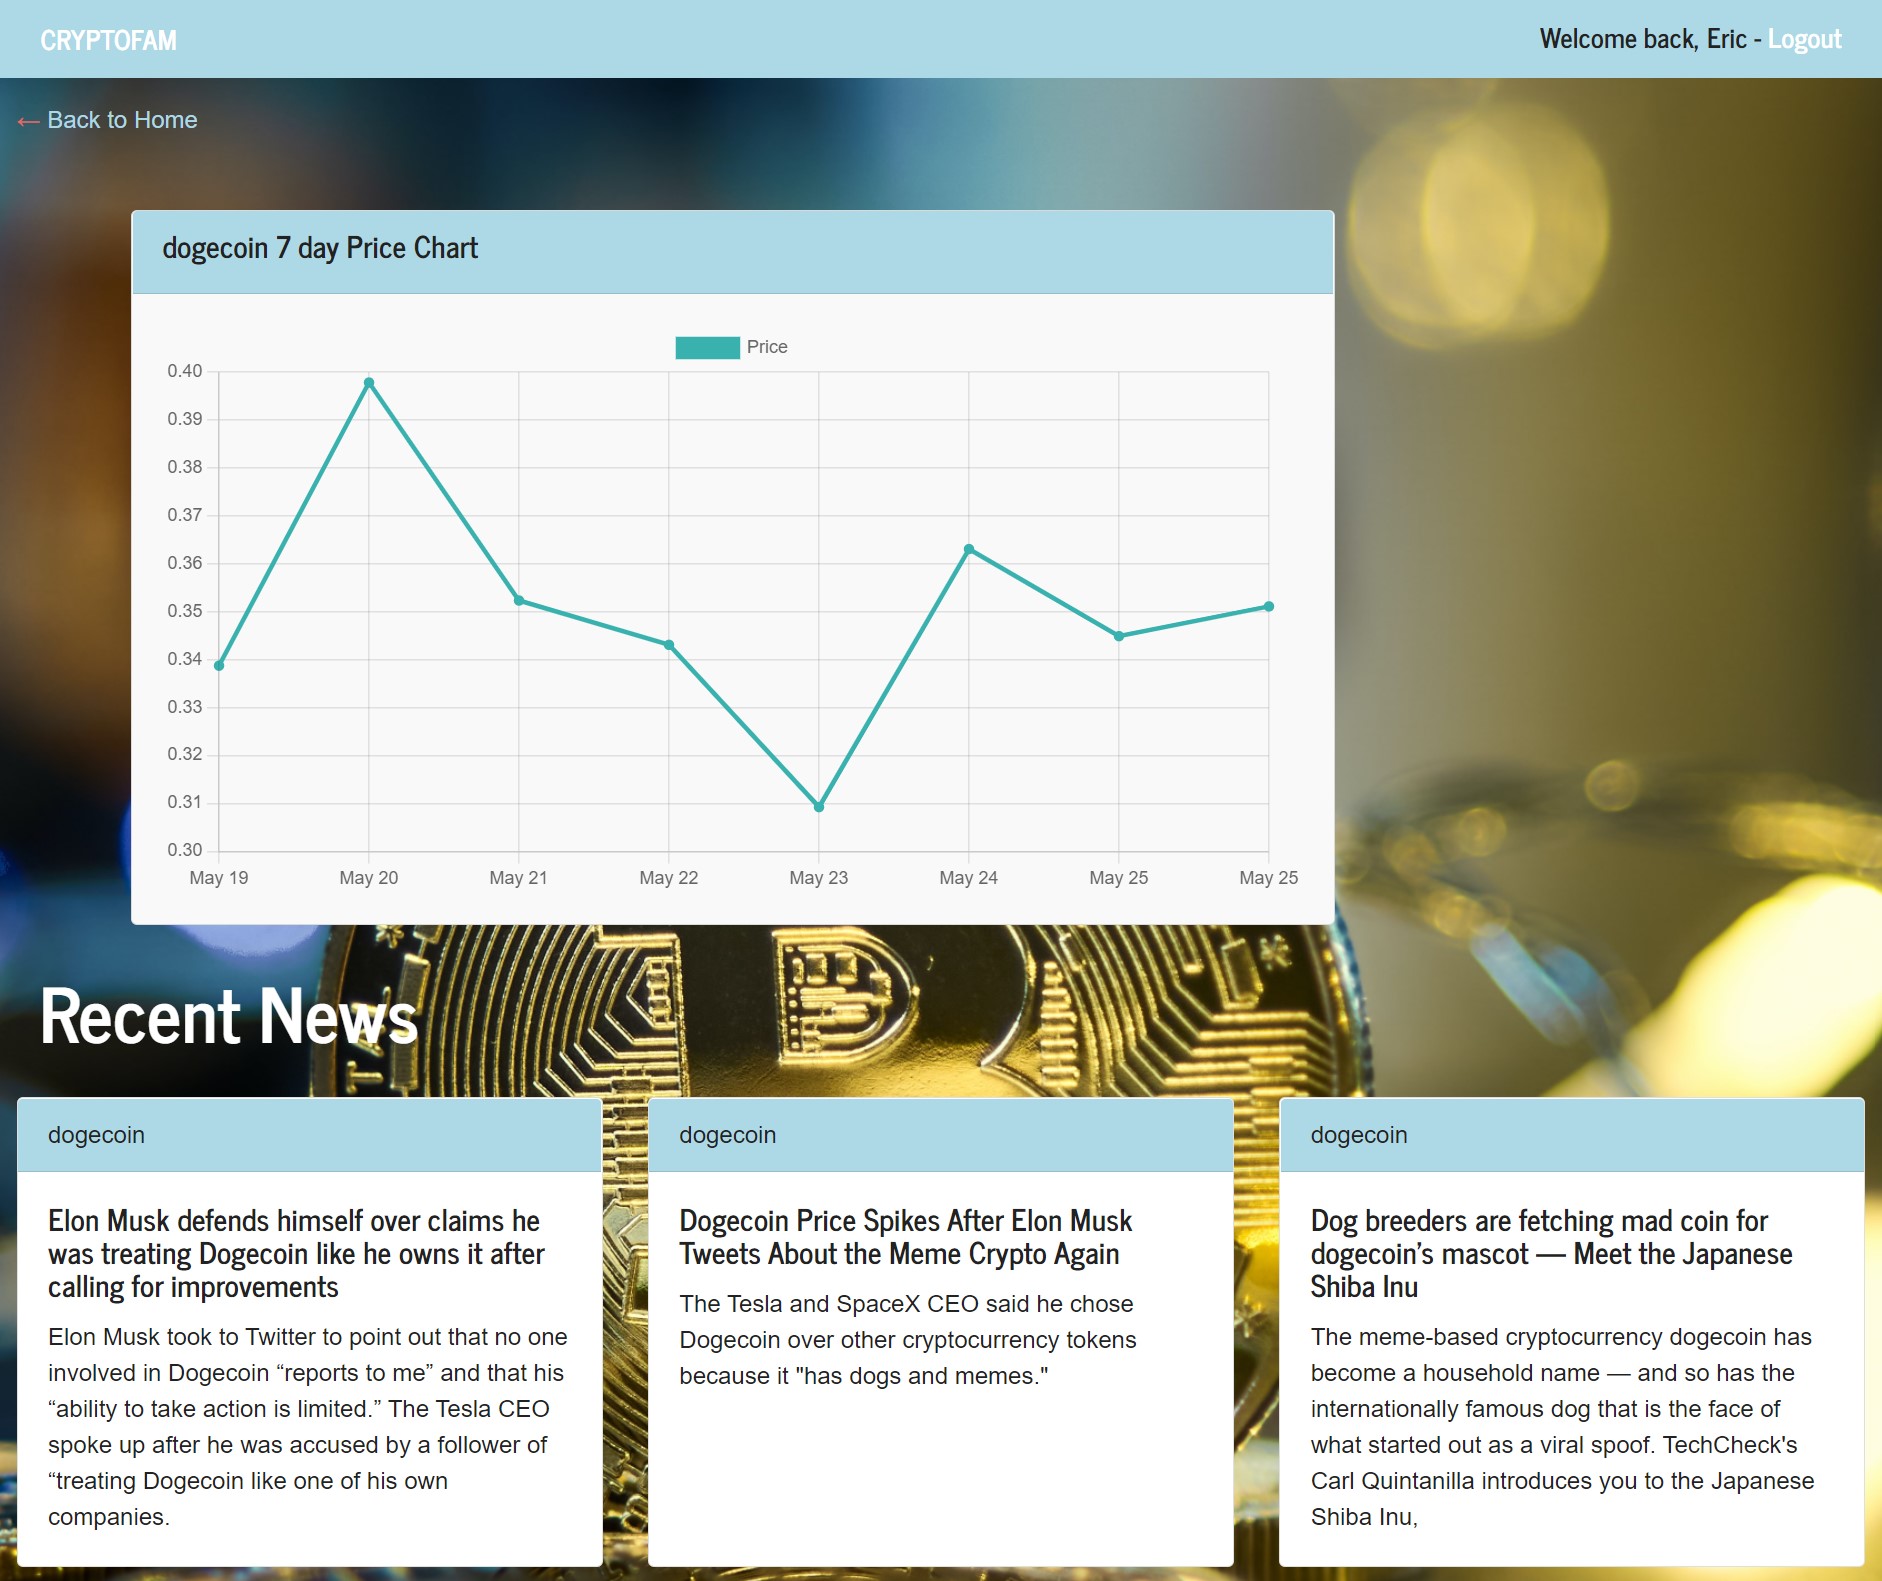 CRYPTOFAM
Welcome back, Eric - Logout
← Back to Home
dogecoin 7 day Price Chart
Price
0.40
0.39
0.38
0.37
0.36
0.35
0.34
0.33
0.32
0.31
0.30
May 19 May 20 May 21 May 22 May 23 May 24 May 25 May 25
Recent News
dogecoin
Elon Musk defends himself over claims he
was treating Dogecoin like he owns it after
calling for improvements
Elon Musk took to Twitter to point out that no one
involved in Dogecoin “reports to me” and that his
“ability to take action is limited.” The Tesla CEO
spoke up after he was accused by a follower of
“treating Dogecoin like one of his own
companies.
dogecoin
Dogecoin Price Spikes After Elon Musk
Tweets About the Meme Crypto Again
The Tesla and SpaceX CEO said he chose
Dogecoin over other cryptocurrency tokens
because it "has dogs and memes."
dogecoin
Dog breeders are fetching mad coin for
dogecoin’s mascot — Meet the Japanese
Shiba Inu
The meme-based cryptocurrency dogecoin has
become a household name — and so has the
internationally famous dog that is the face of
what started out as a viral spoof. TechCheck's
Carl Quintanilla introduces you to the Japanese
Shiba Inu,